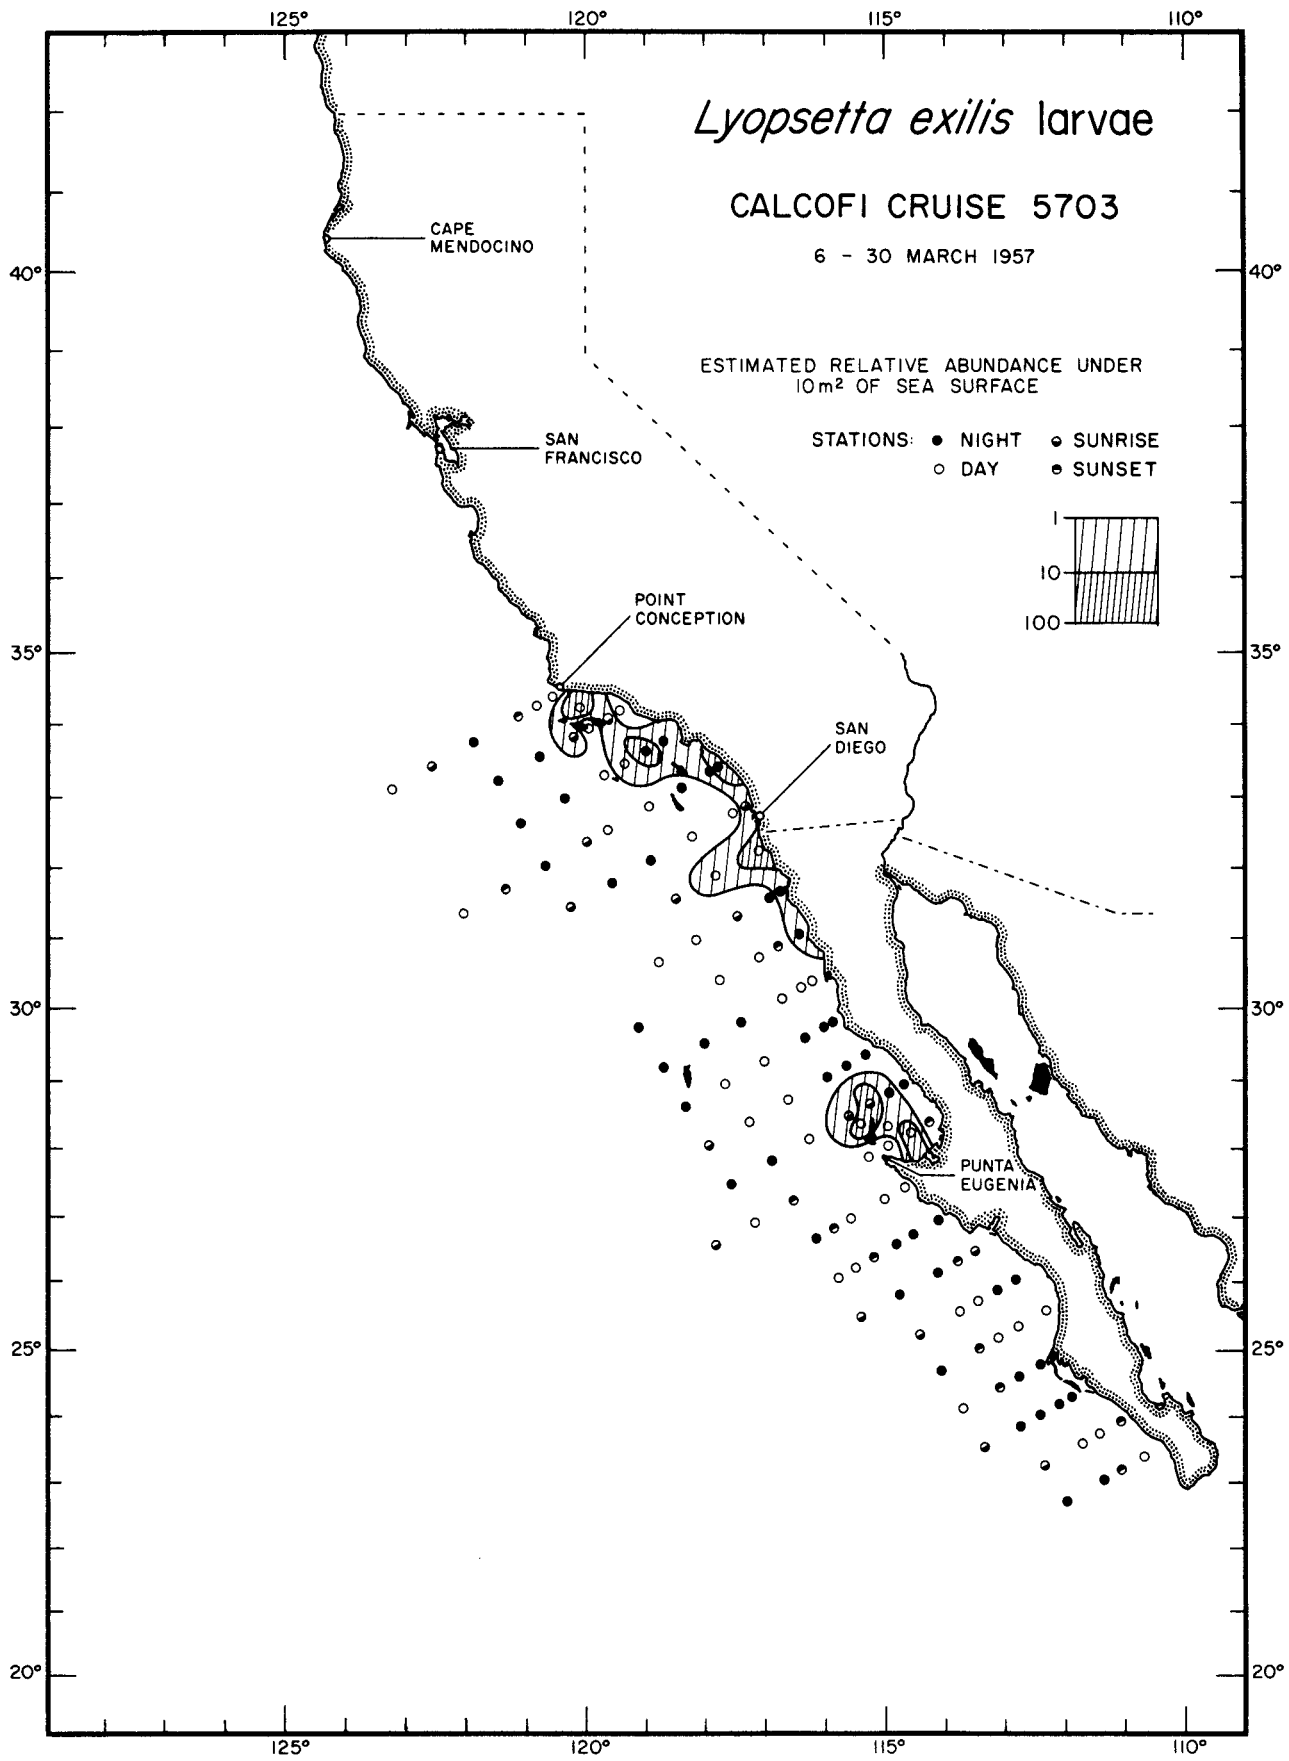 125° 120° 115° 110°
Lyopsetta exilis larvae
CALCOFI CRUISE 5703
6 - 30 MARCH 1957
CAPE
MENDOCINO
40° 40°
ESTIMATED RELATIVE ABUNDANCE UNDER
10m² OF SEA SURFACE
STATIONS: ● NIGHT ◒ SUNRISE
○ DAY ◓ SUNSET
SAN
FRANCISCO
1
10
100
POINT
CONCEPTION
35° 35°
SAN
DIEGO
30° 30°
PUNTA
EUGENIA
25° 25°
20° 20°
125° 120° 115° 110°